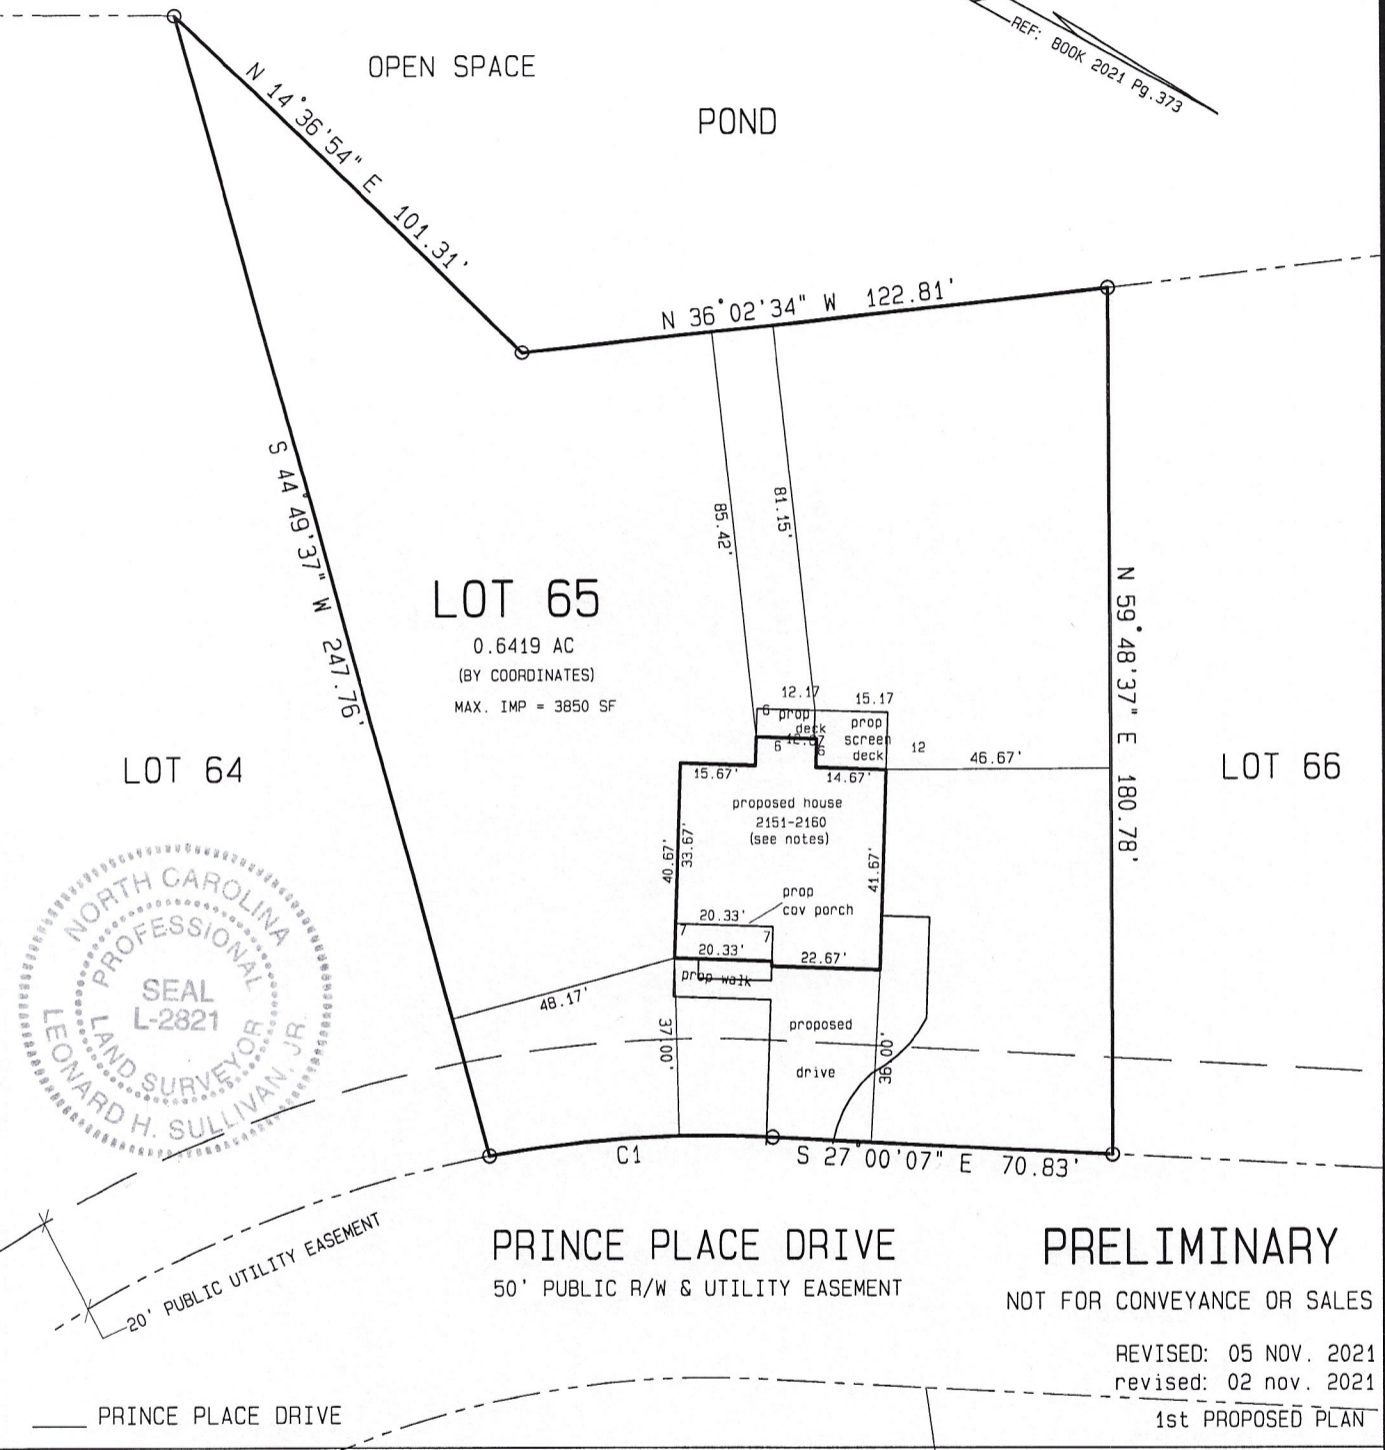 REF: BOOK 2021 Pg.373
OPEN SPACE
POND
N 14°36'54" E 101.31'
N 36°02'34" W 122.81'
S 44°49'37" W 247.76'
85.42'
81.15'
N 59°48'37" E 180.78'
LOT 65
0.6419 AC
(BY COORDINATES)
MAX. IMP = 3850 SF
LOT 64
LOT 66
12.17
15.17
6
prop
deck
prop
screen
deck
6
6
12
46.67'
15.67'
14.67'
proposed house
2151-2160
(see notes)
40.67'
33.67'
41.67'
prop
cov porch
20.33'
7
7
20.33'
22.67'
prop walk
48.17'
37.00'
proposed
drive
36.00'
NORTH CAROLINA
PROFESSIONAL
SEAL
L-2821
LAND SURVEYOR
LEONARD H. SULLIVAN, JR.
C1
S 27°00'07" E 70.83'
20' PUBLIC UTILITY EASEMENT
PRINCE PLACE DRIVE
50' PUBLIC R/W & UTILITY EASEMENT
PRELIMINARY
NOT FOR CONVEYANCE OR SALES
REVISED: 05 NOV. 2021
revised: 02 nov. 2021
1st PROPOSED PLAN
PRINCE PLACE DRIVE